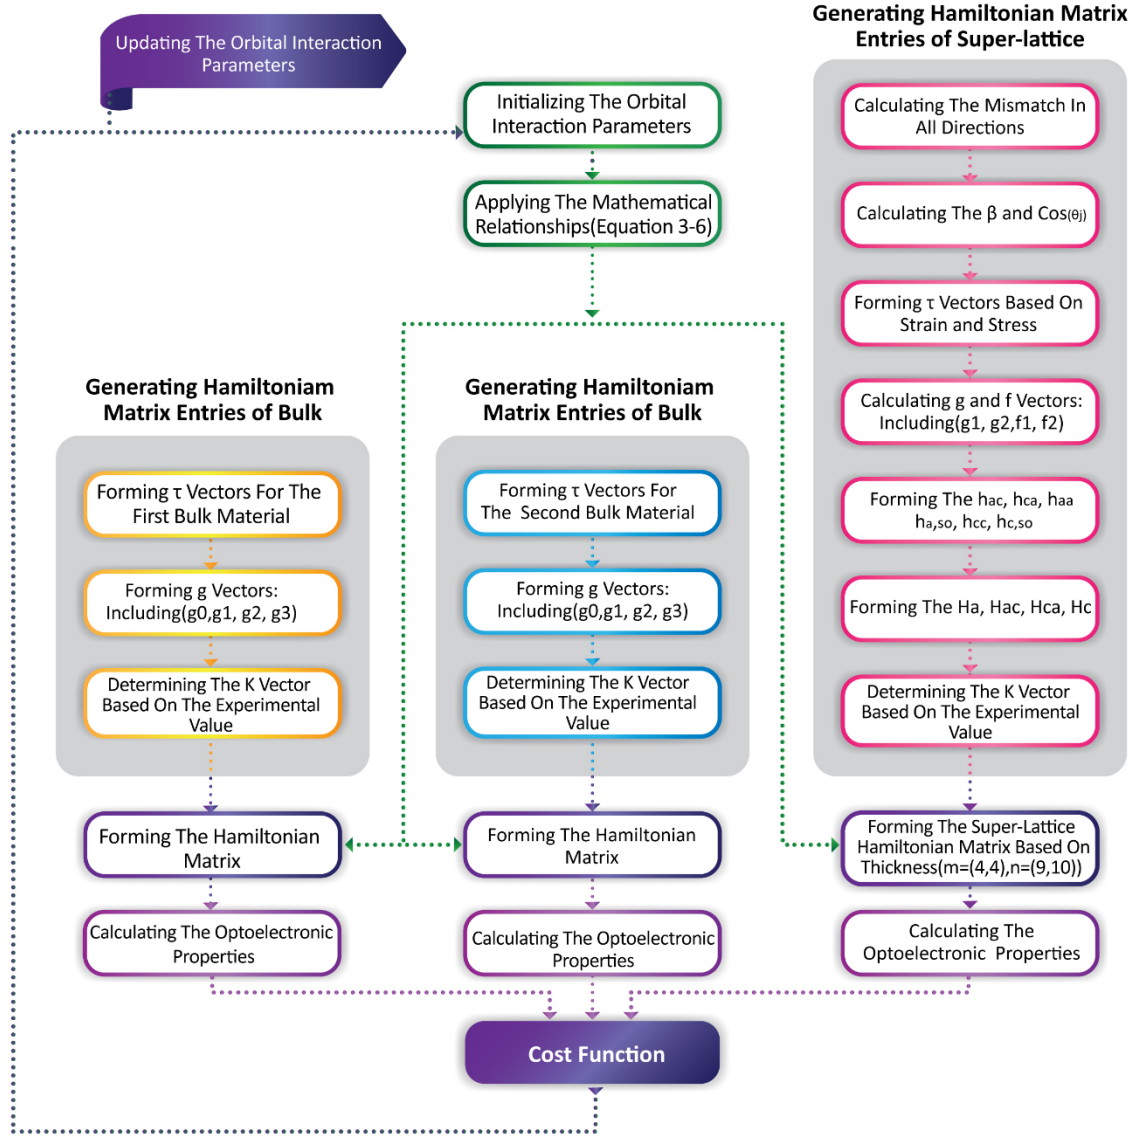 Updating The Orbital Interaction
Parameters
Initializing The Orbital
Interaction Parameters
Applying The Mathematical
Relationships(Equation 3-6)
Generating Hamiltoniam
Matrix Entries of Bulk
Forming τ Vectors For The
First Bulk Material
Forming g Vectors:
Including(g0,g1, g2, g3)
Determining The K Vector
Based On The Experimental
Value
Forming The Hamiltonian
Matrix
Calculating The Optoelectronic
Properties
Generating Hamiltoniam
Matrix Entries of Bulk
Forming τ Vectors For
The Second Bulk Material
Forming g Vectors:
Including(g0,g1, g2, g3)
Determining The K Vector
Based On The Experimental
Value
Forming The Hamiltonian
Matrix
Calculating The Optoelectronic
Properties
Generating Hamiltonian Matrix
Entries of Super-lattice
Calculating The Mismatch In
All Directions
Calculating The β and Cos(θj)
Forming τ Vectors Based On
Strain and Stress
Calculating g and f Vectors:
Including(g1, g2,f1, f2)
Forming The hac, hca, haa
ha,so, hcc, hc,so
Forming The Ha, Hac, Hca, Hc
Determining The K Vector
Based On The Experimental
Value
Forming The Super-Lattice
Hamiltonian Matrix Based On
Thickness(m=(4,4),n=(9,10))
Calculating The
Optoelectronic Properties
Cost Function